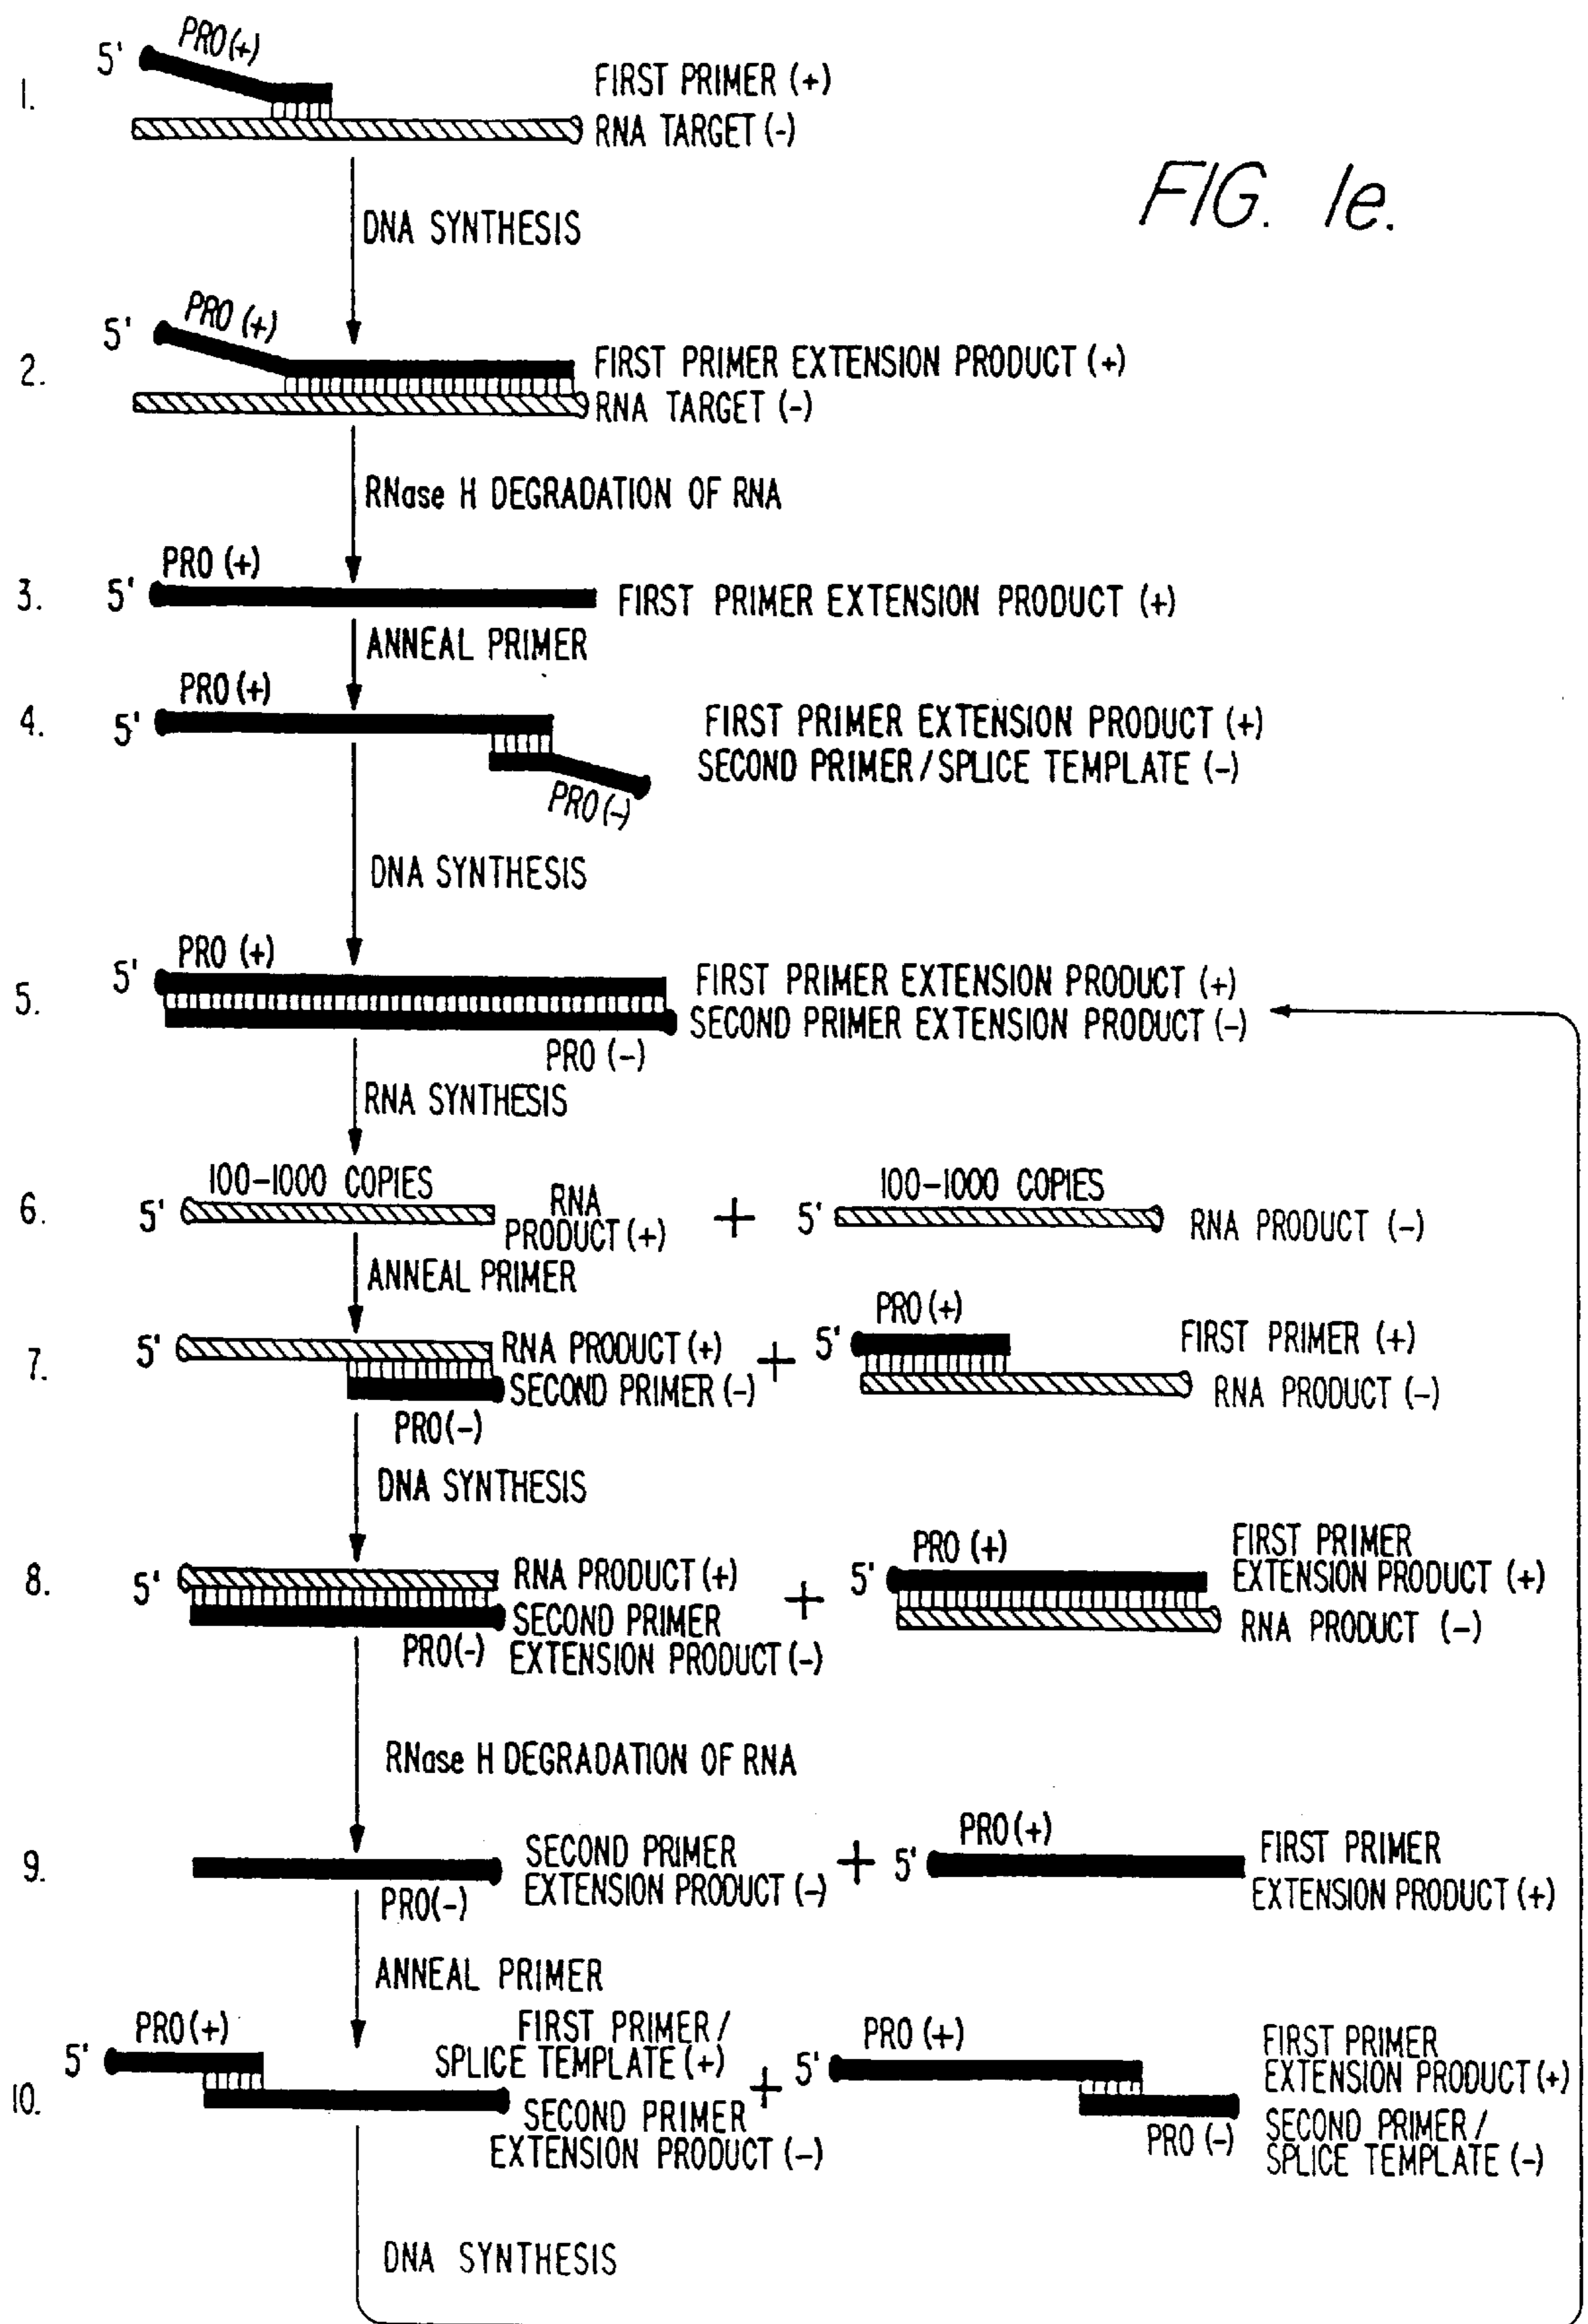 FIG. 1e.
1.
5'
PRO(+)
FIRST PRIMER (+)
RNA TARGET (-)
DNA SYNTHESIS
2.
5'
PRO (+)
FIRST PRIMER EXTENSION PRODUCT (+)
RNA TARGET (-)
RNase H DEGRADATION OF RNA
3.
5'
PRO (+)
FIRST PRIMER EXTENSION PRODUCT (+)
ANNEAL PRIMER
4.
5'
PRO (+)
FIRST PRIMER EXTENSION PRODUCT (+)
SECOND PRIMER/SPLICE TEMPLATE (-)
PRO(-)
DNA SYNTHESIS
5.
5'
PRO (+)
FIRST PRIMER EXTENSION PRODUCT (+)
SECOND PRIMER EXTENSION PRODUCT (-)
PRO (-)
RNA SYNTHESIS
6.
5'
100-1000 COPIES
RNA
PRODUCT (+)
+
5'
100-1000 COPIES
RNA PRODUCT (-)
ANNEAL PRIMER
7.
5'
RNA PRODUCT (+)
SECOND PRIMER (-)
PRO(-)
+
5'
PRO (+)
FIRST PRIMER (+)
RNA PRODUCT (-)
DNA SYNTHESIS
8.
5'
RNA PRODUCT (+)
SECOND PRIMER
EXTENSION PRODUCT (-)
PRO(-)
+
5'
PRO (+)
FIRST PRIMER
EXTENSION PRODUCT (+)
RNA PRODUCT (-)
RNase H DEGRADATION OF RNA
9.
SECOND PRIMER
EXTENSION PRODUCT (-)
PRO(-)
+
5'
PRO(+)
FIRST PRIMER
EXTENSION PRODUCT (+)
ANNEAL PRIMER
10.
5'
PRO(+)
FIRST PRIMER/
SPLICE TEMPLATE (+)
SECOND PRIMER
EXTENSION PRODUCT (-)
+
5'
PRO (+)
FIRST PRIMER
EXTENSION PRODUCT (+)
SECOND PRIMER/
SPLICE TEMPLATE (-)
PRO (-)
DNA SYNTHESIS